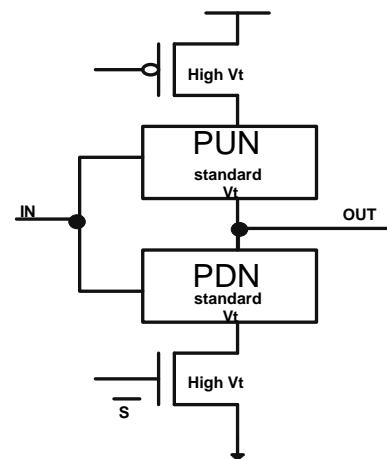 High Vt
PUN
standard
Vt
IN
OUT
PDN
standard
Vt
High Vt
S̅